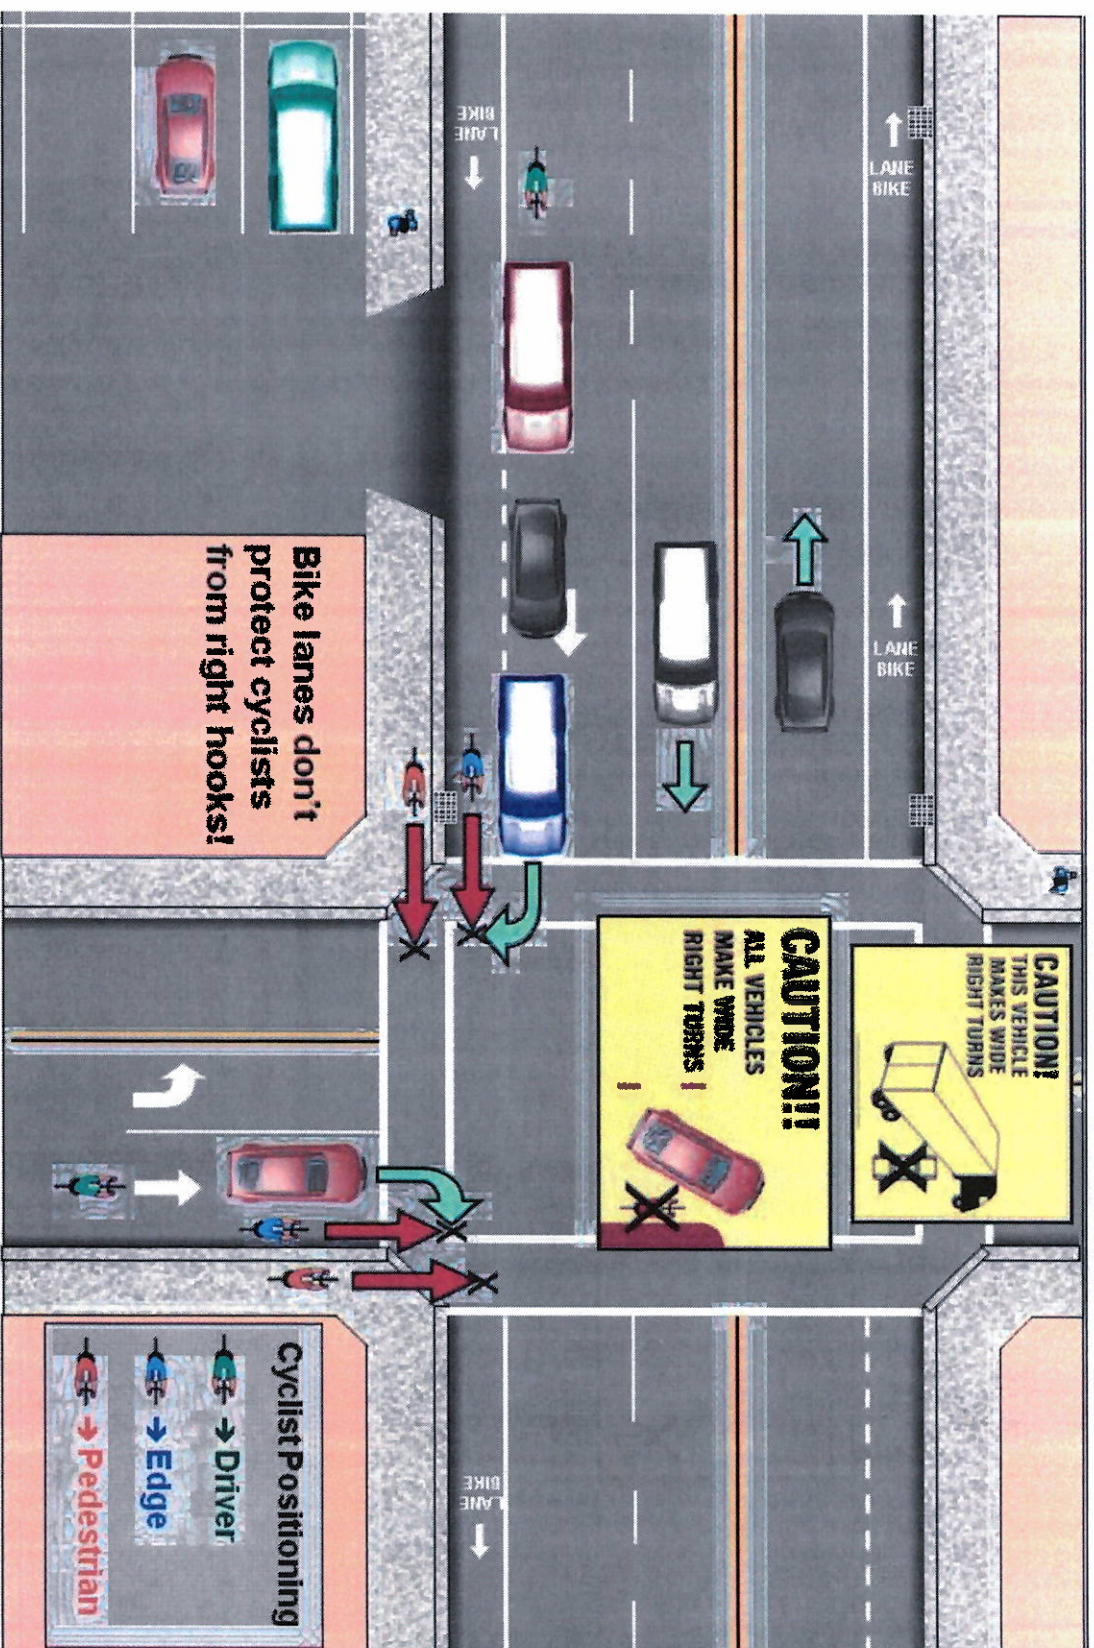 CAUTION!
THIS VEHICLE
MAKES WIDE
RIGHT TURNS
CAUTION!!
ALL VEHICLES
MAKE WIDE
RIGHT TURNS
LANE
BIKE
LANE
BIKE
BIKE
LANE
BIKE
LANE
Bike lanes don't
protect cyclists
from right hooks!
Cyclist Positioning
→ Driver
→ Edge
→ Pedestrian